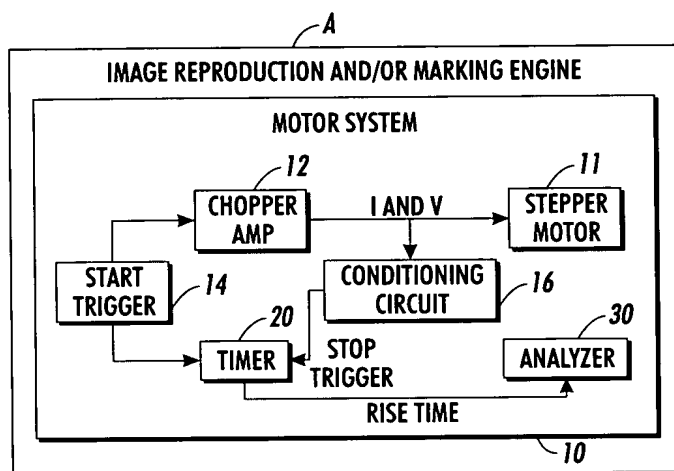 A
IMAGE REPRODUCTION AND/OR MARKING ENGINE
MOTOR SYSTEM
12
11
CHOPPER
AMP
I AND V
STEPPER
MOTOR
START
TRIGGER
14
CONDITIONING
CIRCUIT
16
20
30
TIMER
STOP
TRIGGER
ANALYZER
RISE TIME
10